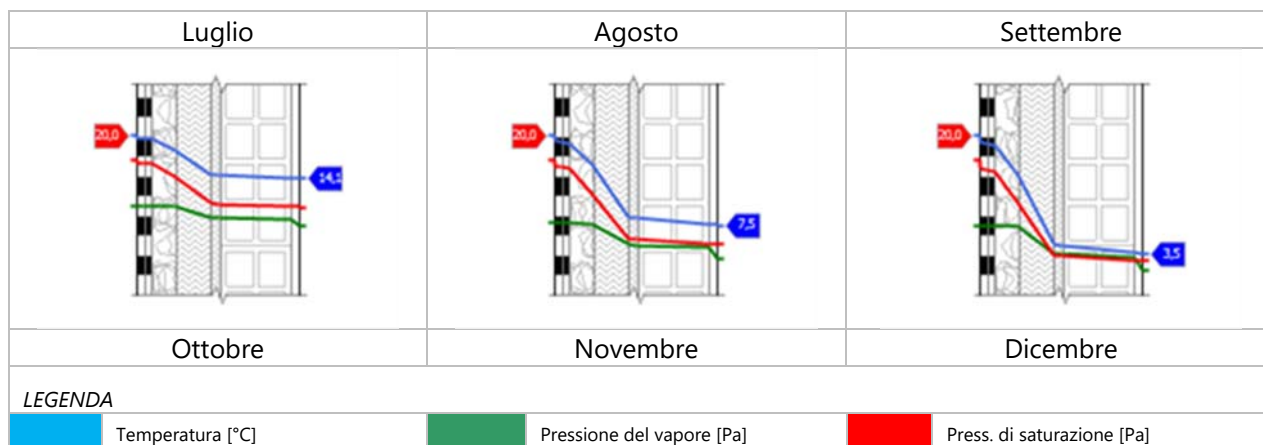 Luglio Agosto Settembre
20,0 14,1 20,0 7,5 20,0 3,5
Ottobre Novembre Dicembre
LEGENDA
Temperatura [°C] Pressione del vapore [Pa] Press. di saturazione [Pa]